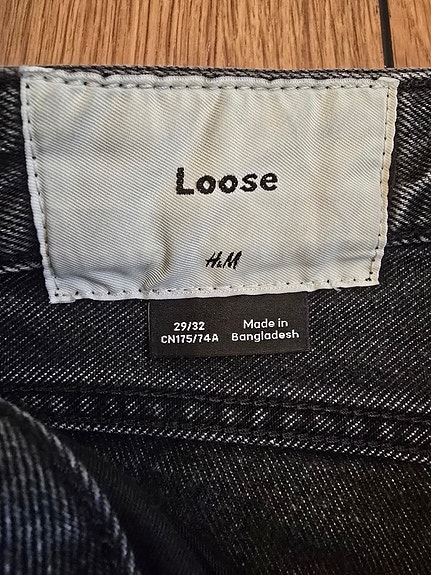 Loose
H&M
29/32
CN175/74A
Made in
Bangladesh